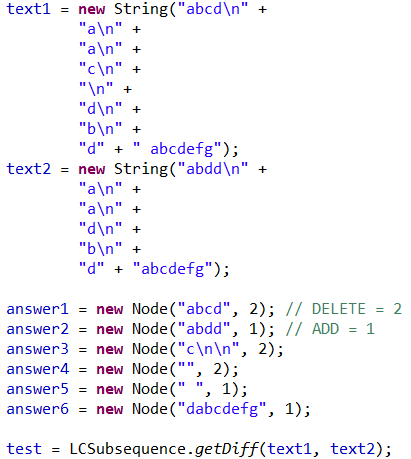 text1 = new String("abcd\n" +
"a\n" +
"a\n" +
"c\n" +
"\n" +
"d\n" +
"b\n" +
"d" + " abcdefg");
text2 = new String("abdd\n" +
"a\n" +
"a\n" +
"d\n" +
"b\n" +
"d" + "abcdefg");
answer1 = new Node("abcd", 2); // DELETE = 2
answer2 = new Node("abdd", 1); // ADD = 1
answer3 = new Node("c\n\n", 2);
answer4 = new Node("", 2);
answer5 = new Node(" ", 1);
answer6 = new Node("dabcdefg", 1);
test = LCSubsequence.getDiff(text1, text2);